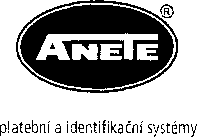 ANETE ®
platební a identifikační systémy